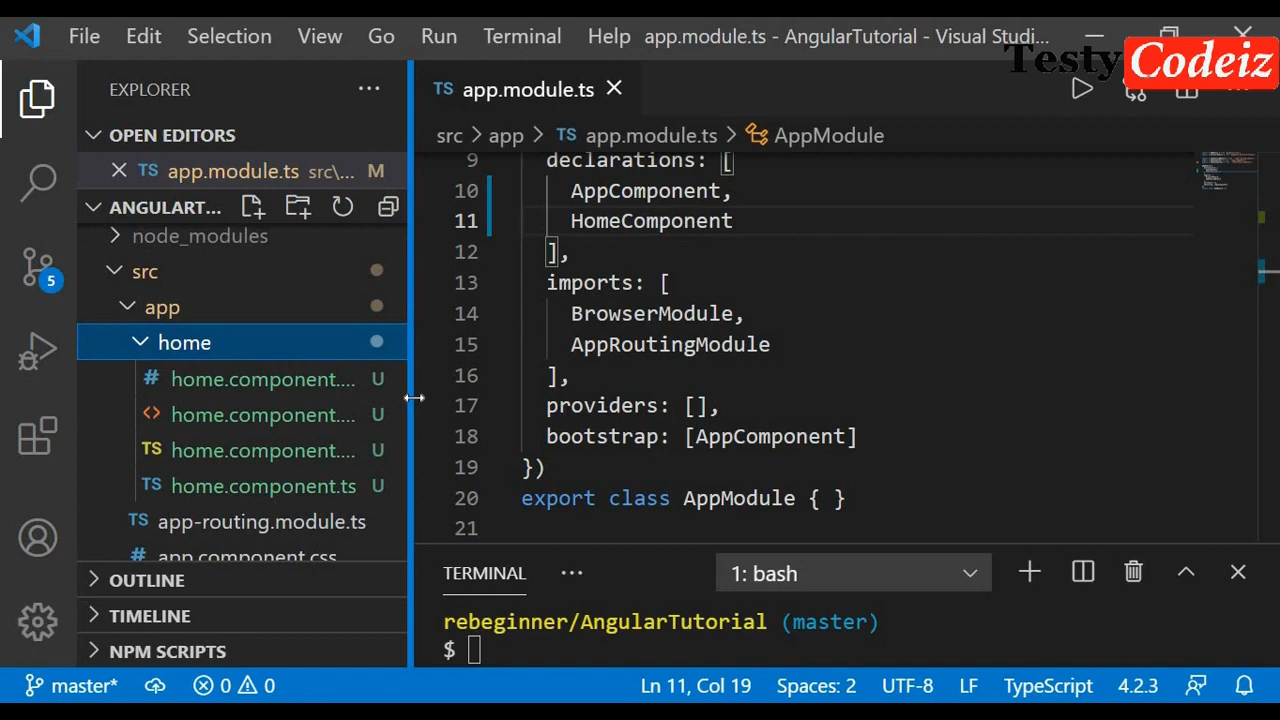 File Edit Selection View Go Run Terminal Help app.module.ts - AngularTutorial - Visual Studi...
Testy Codeiz
EXPLORER
OPEN EDITORS
TS app.module.ts src\... M
ANGULART...
node_modules
src
app
home
# home.component.... U
<> home.component.... U
TS home.component.... U
TS home.component.ts U
TS app-routing.module.ts
# app.component.css
OUTLINE
TIMELINE
NPM SCRIPTS
5
TS app.module.ts
src > app > TS app.module.ts > AppModule
9 declarations: [
10 AppComponent,
11 HomeComponent
12 ],
13 imports: [
14 BrowserModule,
15 AppRoutingModule
16 ],
17 providers: [],
18 bootstrap: [AppComponent]
19 })
20 export class AppModule { }
21
TERMINAL ... 1: bash
rebeginner/AngularTutorial (master)
$
master* 0 0 Ln 11, Col 19 Spaces: 2 UTF-8 LF TypeScript 4.2.3